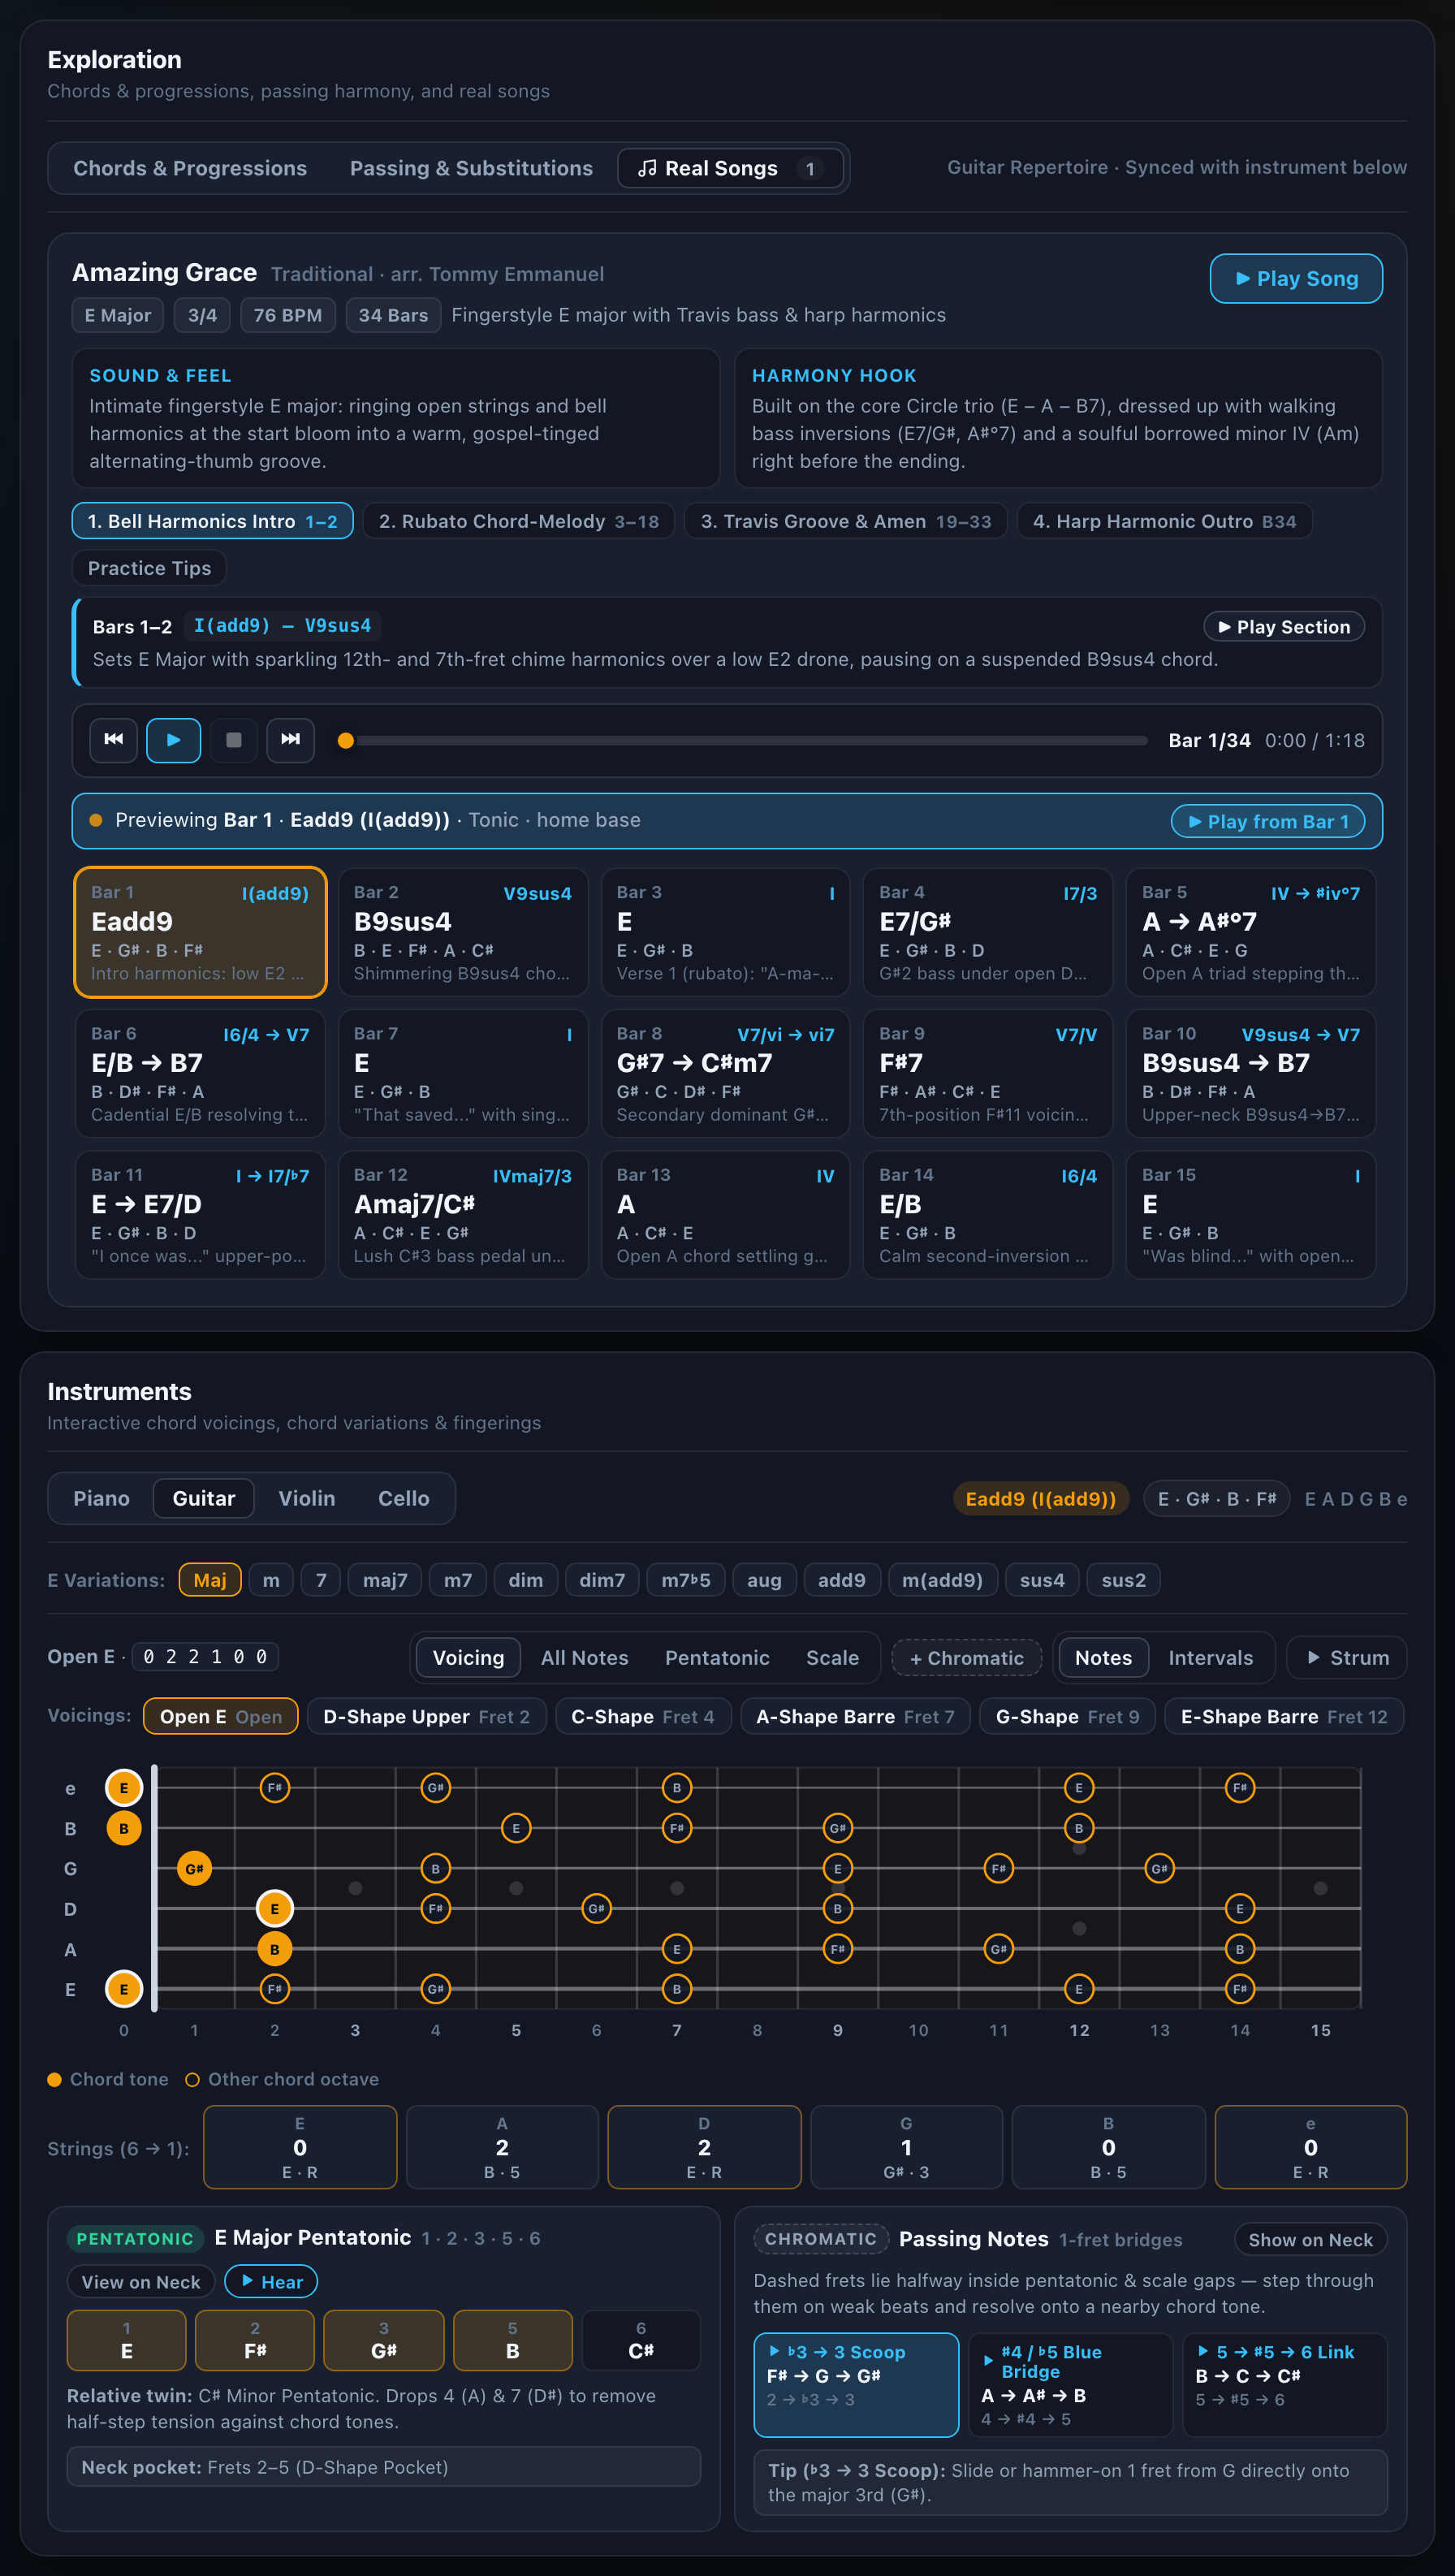 Exploration
Chords & progressions, passing harmony, and real songs
Chords & Progressions Passing & Substitutions Real Songs 1 Guitar Repertoire · Synced with instrument below
Amazing Grace Traditional · arr. Tommy Emmanuel
Play Song
E Major 3/4 76 BPM 34 Bars Fingerstyle E major with Travis bass & harp harmonics
SOUND & FEEL
Intimate fingerstyle E major: ringing open strings and bell
harmonics at the start bloom into a warm, gospel-tinged
alternating-thumb groove.
HARMONY HOOK
Built on the core Circle trio (E – A – B7), dressed up with walking
bass inversions (E7/G♯, A♯°7) and a soulful borrowed minor IV (Am)
right before the ending.
1. Bell Harmonics Intro 1–2 2. Rubato Chord-Melody 3–18 3. Travis Groove & Amen 19–33 4. Harp Harmonic Outro B34
Practice Tips
Bars 1–2 I(add9) – V9sus4 Play Section
Sets E Major with sparkling 12th- and 7th-fret chime harmonics over a low E2 drone, pausing on a suspended B9sus4 chord.
Bar 1/34 0:00 / 1:18
Previewing Bar 1 · Eadd9 (I(add9)) · Tonic · home base Play from Bar 1
Bar 1 I(add9)
Eadd9
E · G♯ · B · F♯
Intro harmonics: low E2 ...
Bar 2 V9sus4
B9sus4
B · E · F♯ · A · C♯
Shimmering B9sus4 cho...
Bar 3 I
E
E · G♯ · B
Verse 1 (rubato): "A-ma-...
Bar 4 I7/3
E7/G♯
E · G♯ · B · D
G♯2 bass under open D...
Bar 5 IV → ♯iv°7
A → A♯°7
A · C♯ · E · G
Open A triad stepping th...
Bar 6 I6/4 → V7
E/B → B7
B · D♯ · F♯ · A
Cadential E/B resolving t...
Bar 7 I
E
E · G♯ · B
"That saved..." with sing...
Bar 8 V7/vi → vi7
G♯7 → C♯m7
G♯ · C · D♯ · F♯
Secondary dominant G♯...
Bar 9 V7/V
F♯7
F♯ · A♯ · C♯ · E
7th-position F♯11 voicin...
Bar 10 V9sus4 → V7
B9sus4 → B7
B · D♯ · F♯ · A
Upper-neck B9sus4→B7...
Bar 11 I → I7/♭7
E → E7/D
E · G♯ · B · D
"I once was..." upper-po...
Bar 12 IVmaj7/3
Amaj7/C♯
A · C♯ · E · G♯
Lush C♯3 bass pedal un...
Bar 13 IV
A
A · C♯ · E
Open A chord settling g...
Bar 14 I6/4
E/B
E · G♯ · B
Calm second-inversion ...
Bar 15 I
E
E · G♯ · B
"Was blind..." with open...
Instruments
Interactive chord voicings, chord variations & fingerings
Piano Guitar Violin Cello Eadd9 (I(add9)) E · G♯ · B · F♯ E A D G B e
E Variations: Maj m 7 maj7 m7 dim dim7 m7♭5 aug add9 m(add9) sus4 sus2
Open E · 0 2 2 1 0 0 Voicing All Notes Pentatonic Scale + Chromatic Notes Intervals Strum
Voicings: Open E Open D-Shape Upper Fret 2 C-Shape Fret 4 A-Shape Barre Fret 7 G-Shape Fret 9 E-Shape Barre Fret 12
e E F♯ G♯ B E F♯
B B E F♯ G♯ B
G G♯ B E F♯ G♯
D E F♯ G♯ B E
A B E F♯ G♯ B
E E F♯ G♯ B E F♯
0 1 2 3 4 5 6 7 8 9 10 11 12 13 14 15
Chord tone Other chord octave
Strings (6 → 1):
E
0
E · R
A
2
B · 5
D
2
E · R
G
1
G♯ · 3
B
0
B · 5
e
0
E · R
PENTATONIC E Major Pentatonic 1 · 2 · 3 · 5 · 6
View on Neck Hear
1 2 3 5 6
E F♯ G♯ B C♯
Relative twin: C♯ Minor Pentatonic. Drops 4 (A) & 7 (D♯) to remove
half-step tension against chord tones.
Neck pocket: Frets 2–5 (D-Shape Pocket)
CHROMATIC Passing Notes 1-fret bridges Show on Neck
Dashed frets lie halfway inside pentatonic & scale gaps — step through
them on weak beats and resolve onto a nearby chord tone.
♭3 → 3 Scoop
F♯ → G → G♯
2 → ♭3 → 3
♯4 / ♭5 Blue
Bridge
A → A♯ → B
4 → ♯4 → 5
5 → ♯5 → 6 Link
B → C → C♯
5 → ♯5 → 6
Tip (♭3 → 3 Scoop): Slide or hammer-on 1 fret from G directly onto
the major 3rd (G♯).